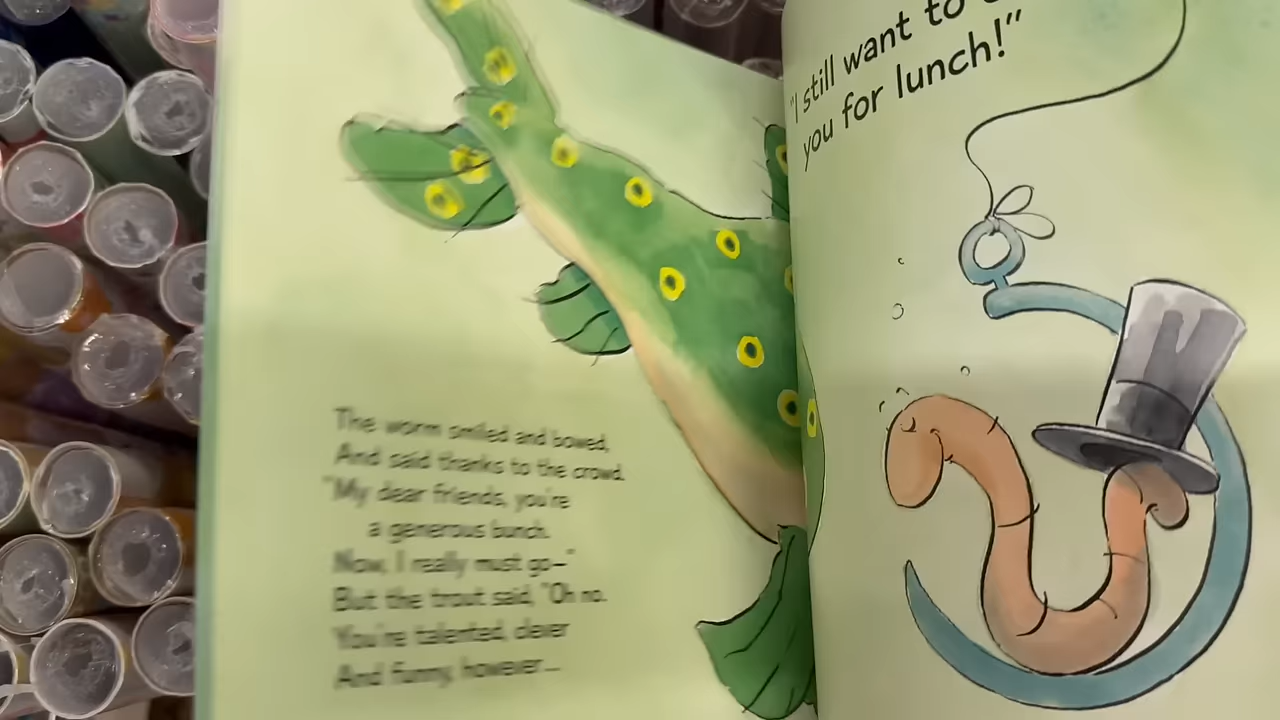 The worm smiled and bowed,
And said thanks to the crowd.
"My dear friends, you're
a generous bunch.
Now, I really must go—"
But the trout said, "Oh no.
You're talented, clever
And funny, however...
"I still want to
you for lunch!"